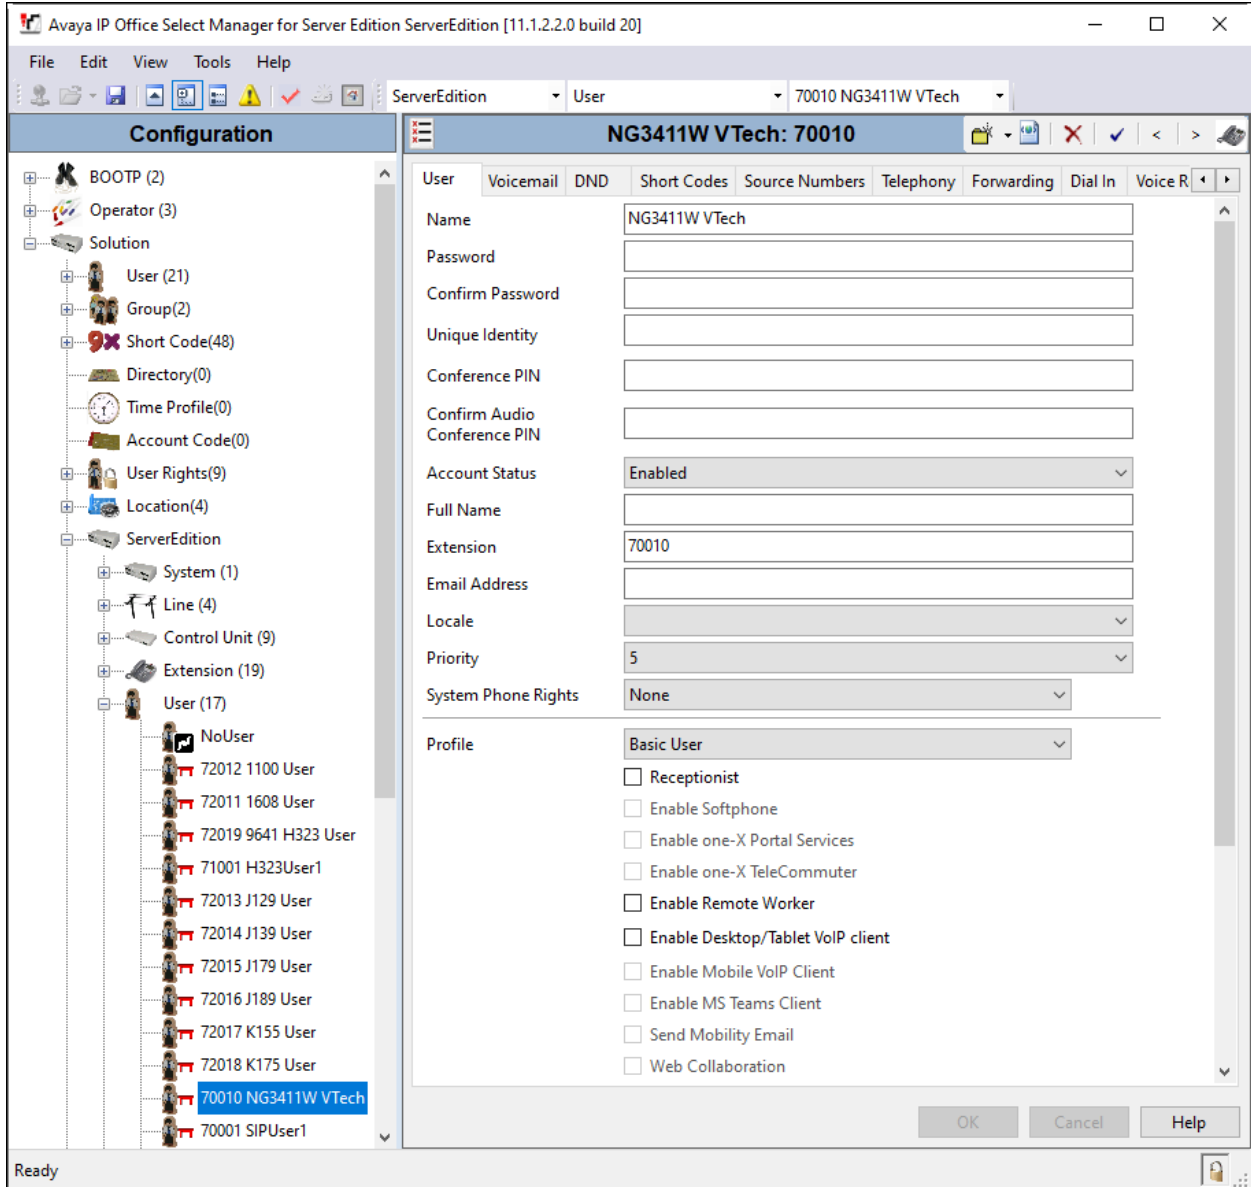 Avaya IP Office Select Manager for Server Edition ServerEdition [11.1.2.2.0 build 20]
File Edit View Tools Help
ServerEdition User 70010 NG3411W VTech
Configuration
BOOTP (2)
Operator (3)
Solution
User (21)
Group(2)
Short Code(48)
Directory(0)
Time Profile(0)
Account Code(0)
User Rights(9)
Location(4)
ServerEdition
System (1)
Line (4)
Control Unit (9)
Extension (19)
User (17)
NoUser
72012 1100 User
72011 1608 User
72019 9641 H323 User
71001 H323User1
72013 J129 User
72014 J139 User
72015 J179 User
72016 J189 User
72017 K155 User
72018 K175 User
70010 NG3411W VTech
70001 SIPUser1
NG3411W VTech: 70010
User Voicemail DND Short Codes Source Numbers Telephony Forwarding Dial In Voice R
Name NG3411W VTech
Password
Confirm Password
Unique Identity
Conference PIN
Confirm Audio
Conference PIN
Account Status Enabled
Full Name
Extension 70010
Email Address
Locale
Priority 5
System Phone Rights None
Profile Basic User
Receptionist
Enable Softphone
Enable one-X Portal Services
Enable one-X TeleCommuter
Enable Remote Worker
Enable Desktop/Tablet VoIP client
Enable Mobile VoIP Client
Enable MS Teams Client
Send Mobility Email
Web Collaboration
OK Cancel Help
Ready